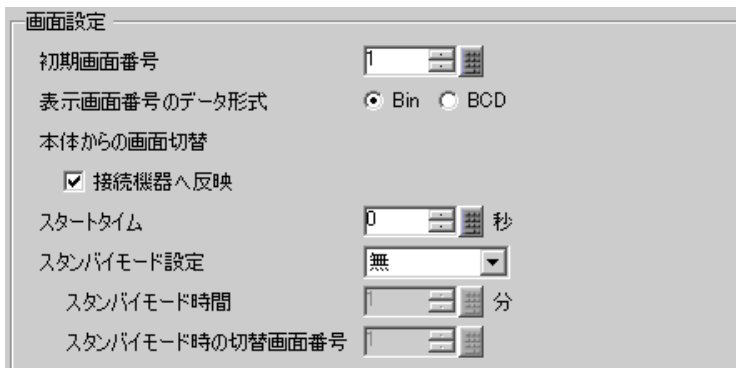 画面設定
初期画面番号 1
表示画面番号のデータ形式 Bin BCD
本体からの画面切替
接続機器へ反映
スタートタイム 0 秒
スタンバイモード設定 無
スタンバイモード時間 1 分
スタンバイモード時の切替画面番号 1